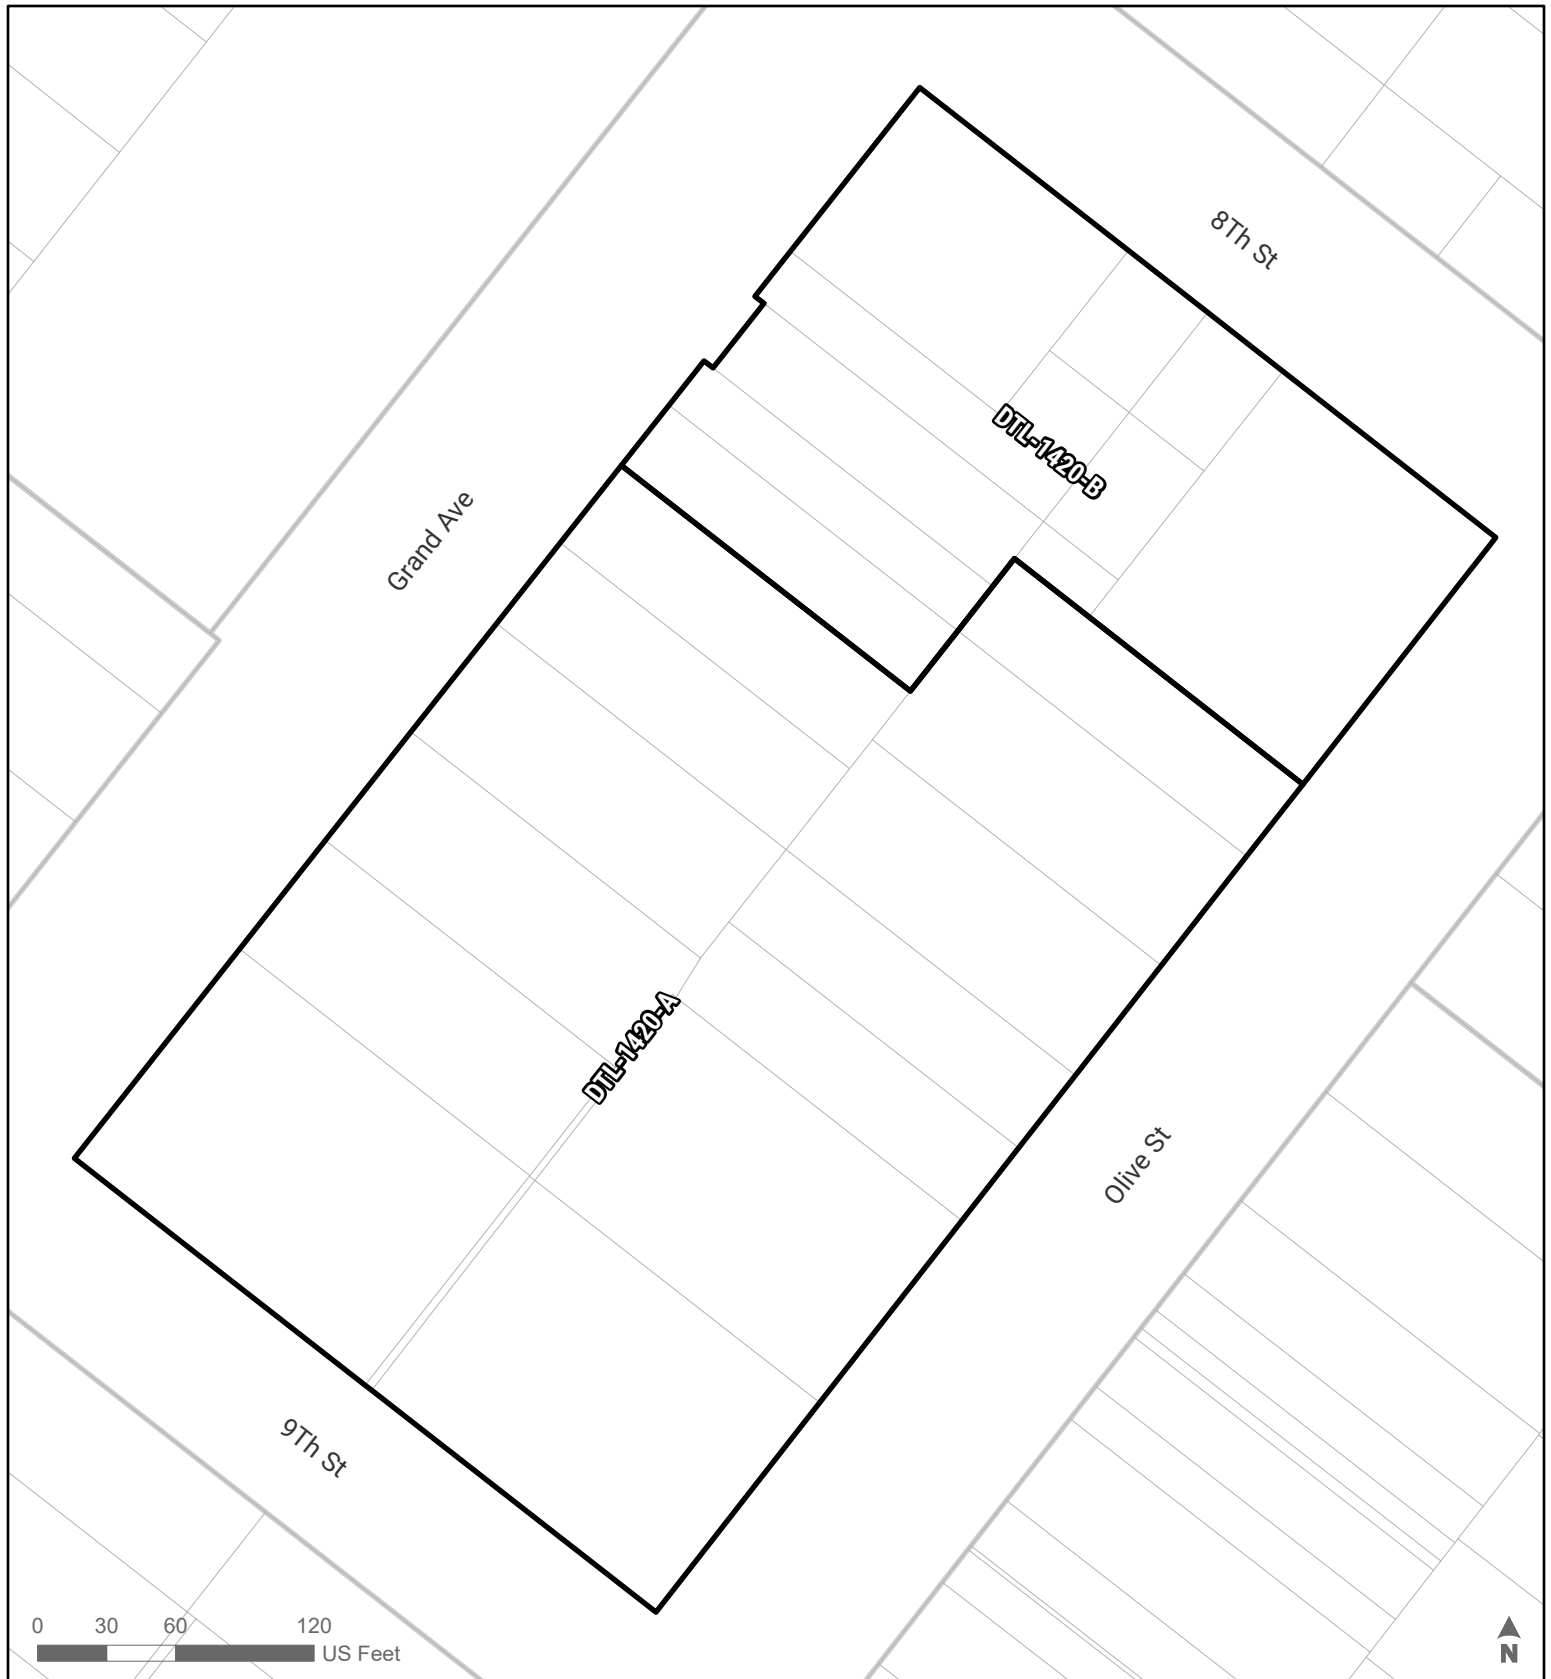 8Th St
DTL-1420-B
Grand Ave
DTL-1420-A
Olive St
9Th St
0 30 60 120
US Feet
N